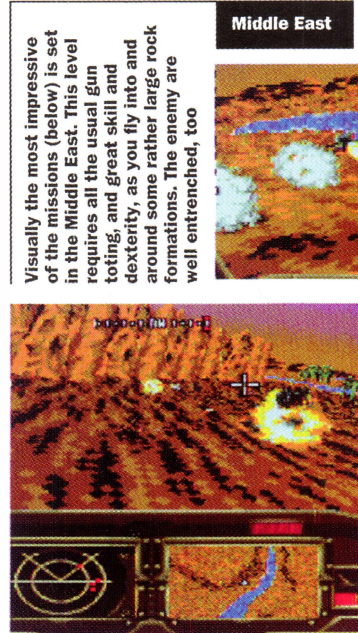 Visually the most impressive
of the missions (below) is set
in the Middle East. This level
requires all the usual gun
toting, and great skill and
dexterity, as you fly into and
around some rather large rock
formations. The enemy are
well entrenched, too
Middle East